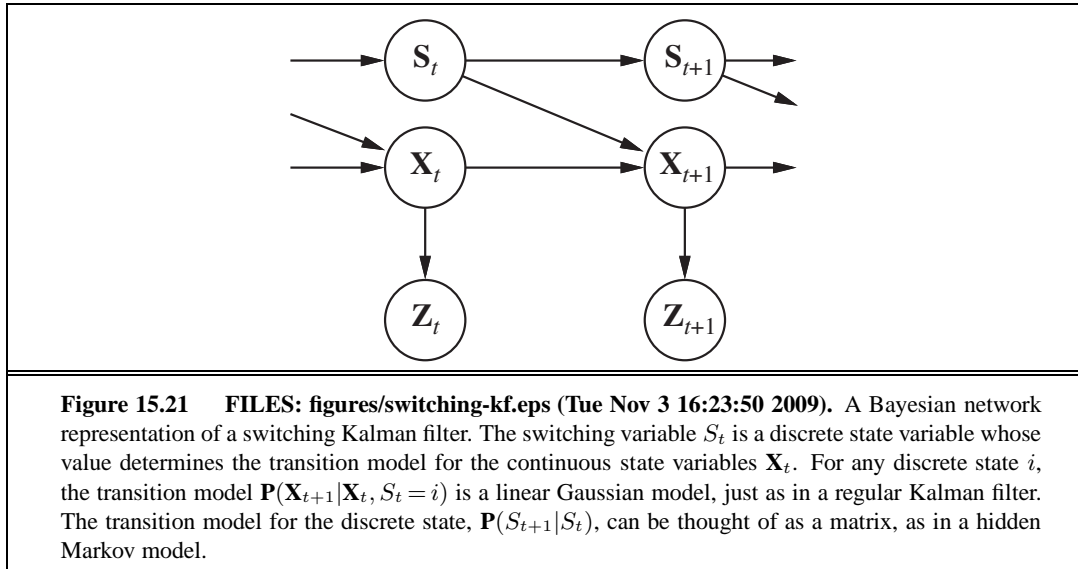 S_t
S_{t+1}
X_t
X_{t+1}
Z_t
Z_{t+1}
Figure 15.21 FILES: figures/switching-kf.eps (Tue Nov 3 16:23:50 2009). A Bayesian network
representation of a switching Kalman filter. The switching variable S_t is a discrete state variable whose
value determines the transition model for the continuous state variables X_t. For any discrete state i,
the transition model P(X_{t+1}|X_t, S_t = i) is a linear Gaussian model, just as in a regular Kalman filter.
The transition model for the discrete state, P(S_{t+1}|S_t), can be thought of as a matrix, as in a hidden
Markov model.